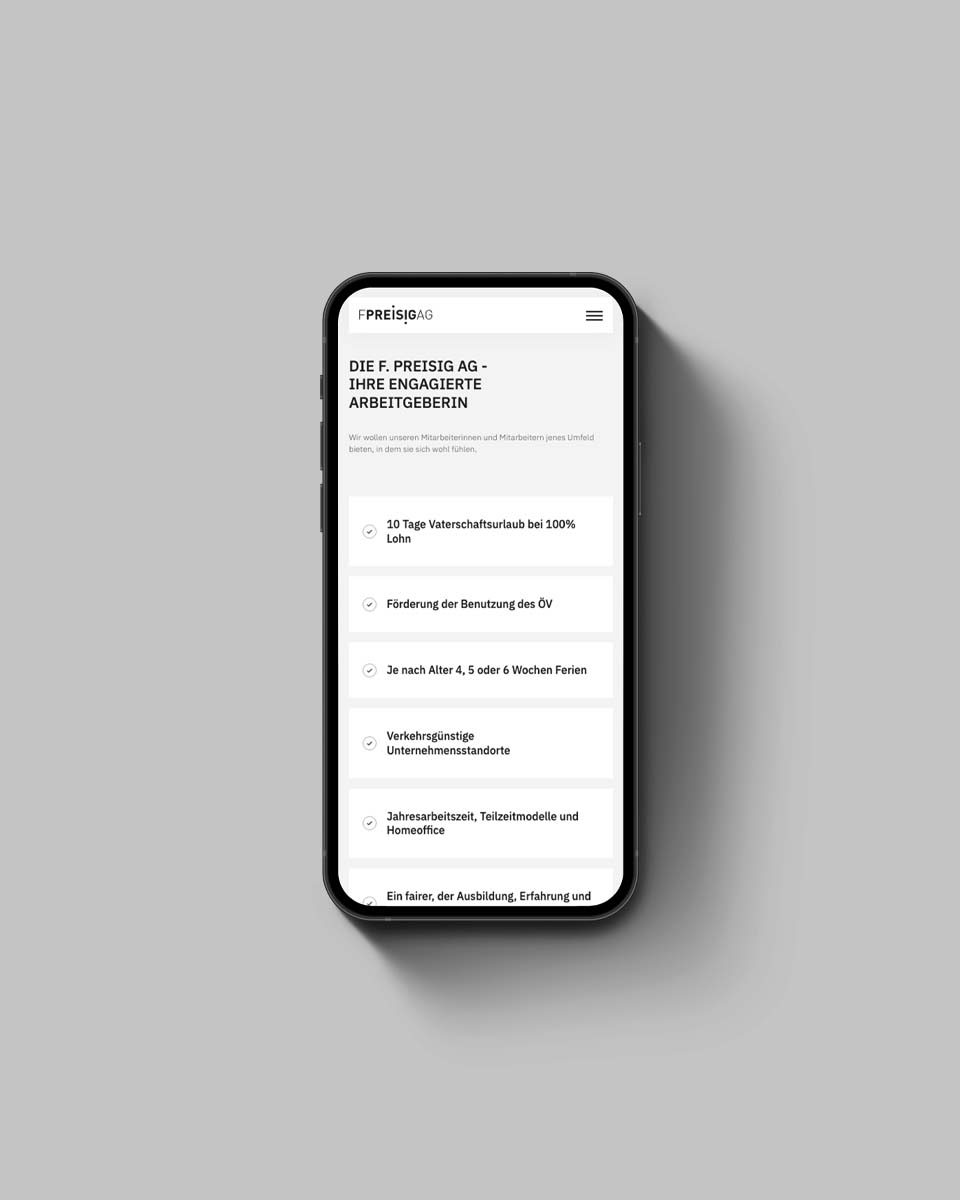 FPREISIGAG
DIE F. PREISIG AG -
IHRE ENGAGIERTE
ARBEITGEBERIN
Wir wollen unseren Mitarbeiterinnen und Mitarbeitern jenes Umfeld
bieten, in dem sie sich wohl fühlen.
10 Tage Vaterschaftsurlaub bei 100%
Lohn
Förderung der Benutzung des ÖV
Je nach Alter 4, 5 oder 6 Wochen Ferien
Verkehrsgünstige
Unternehmensstandorte
Jahresarbeitszeit, Teilzeitmodelle und
Homeoffice
Ein fairer, der Ausbildung, Erfahrung und